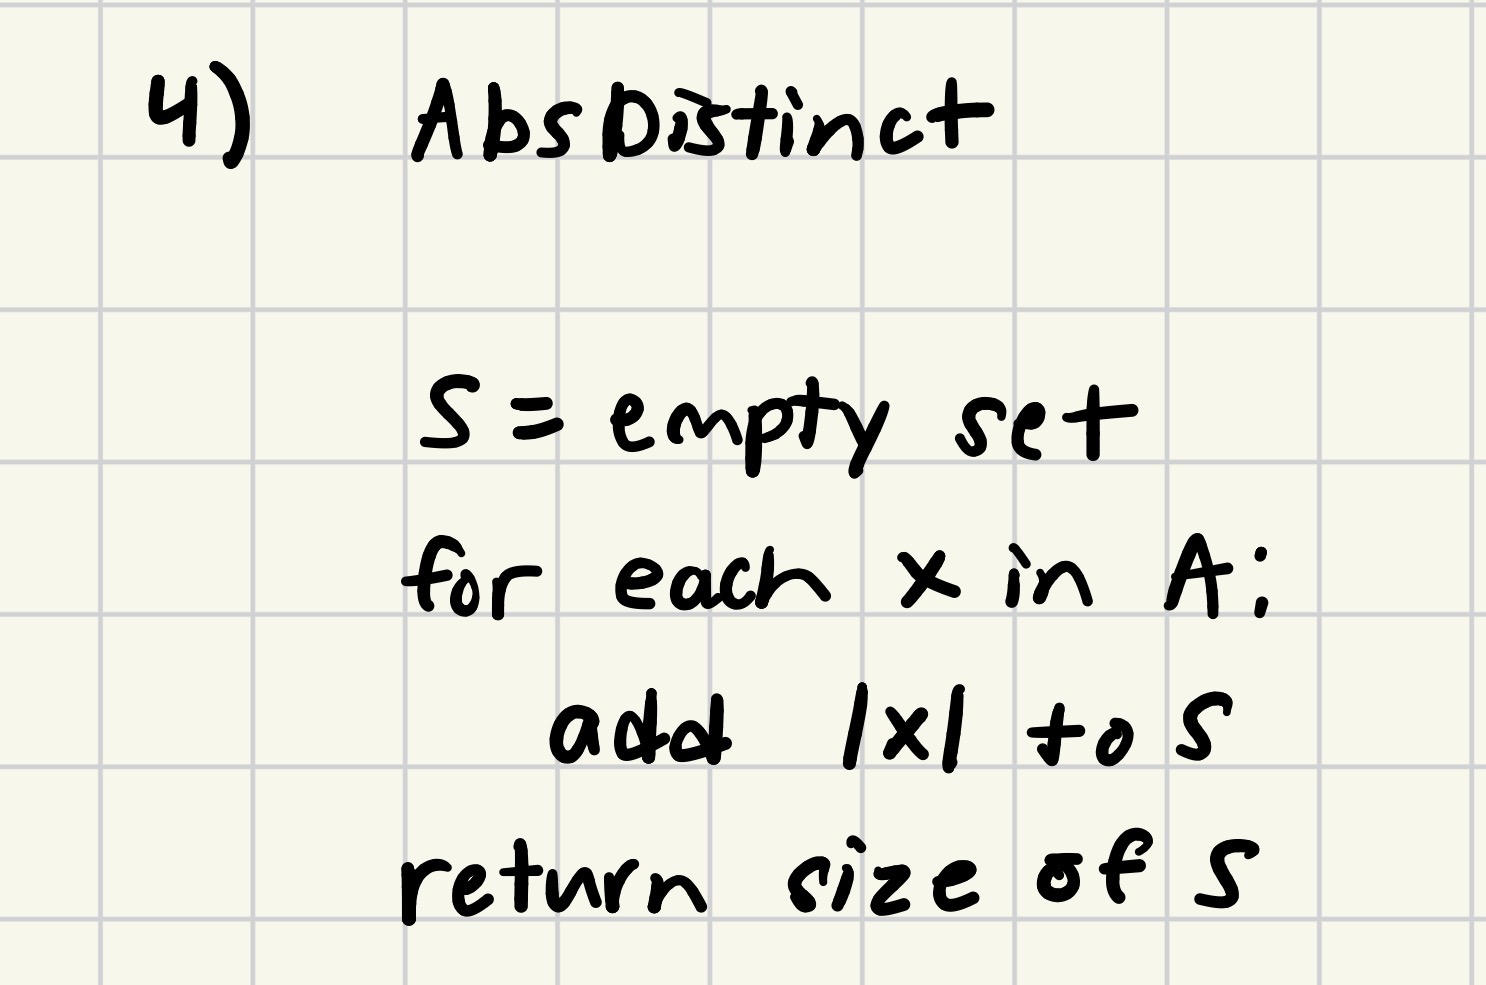 4) AbsDistinct
S = empty set
for each x in A:
add |x| to S
return size of S